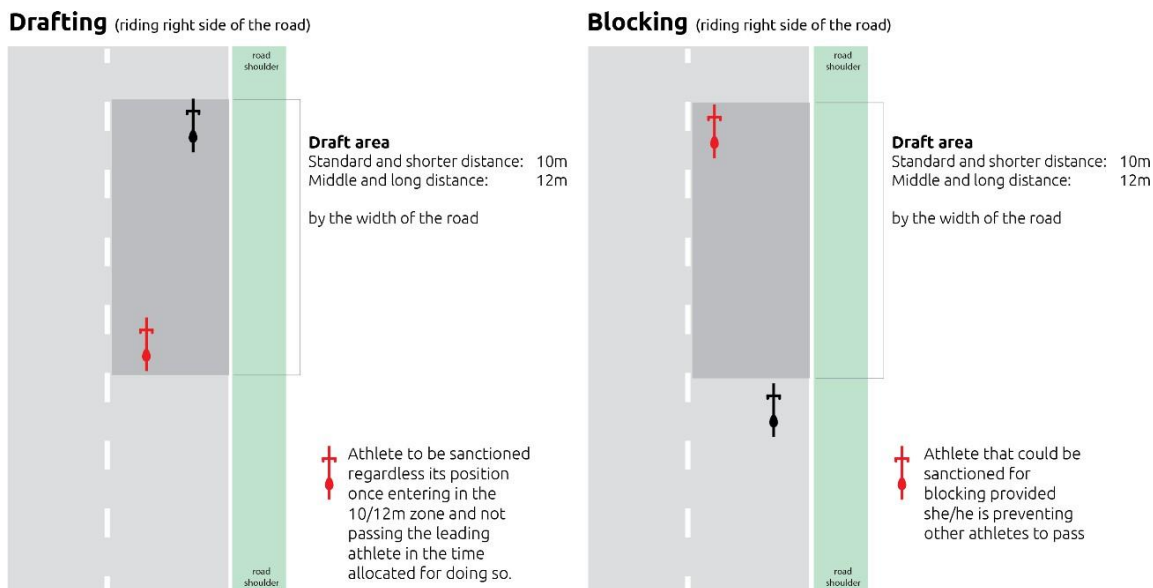 Drafting (riding right side of the road)
road
shoulder
Draft area
Standard and shorter distance: 10m
Middle and long distance: 12m
by the width of the road
Athlete to be sanctioned
regardless its position
once entering in the
10/12m zone and not
passing the leading
athlete in the time
allocated for doing so.
road
shoulder
Blocking (riding right side of the road)
road
shoulder
Draft area
Standard and shorter distance: 10m
Middle and long distance: 12m
by the width of the road
Athlete that could be
sanctioned for
blocking provided
she/he is preventing
other athletes to pass
road
shoulder